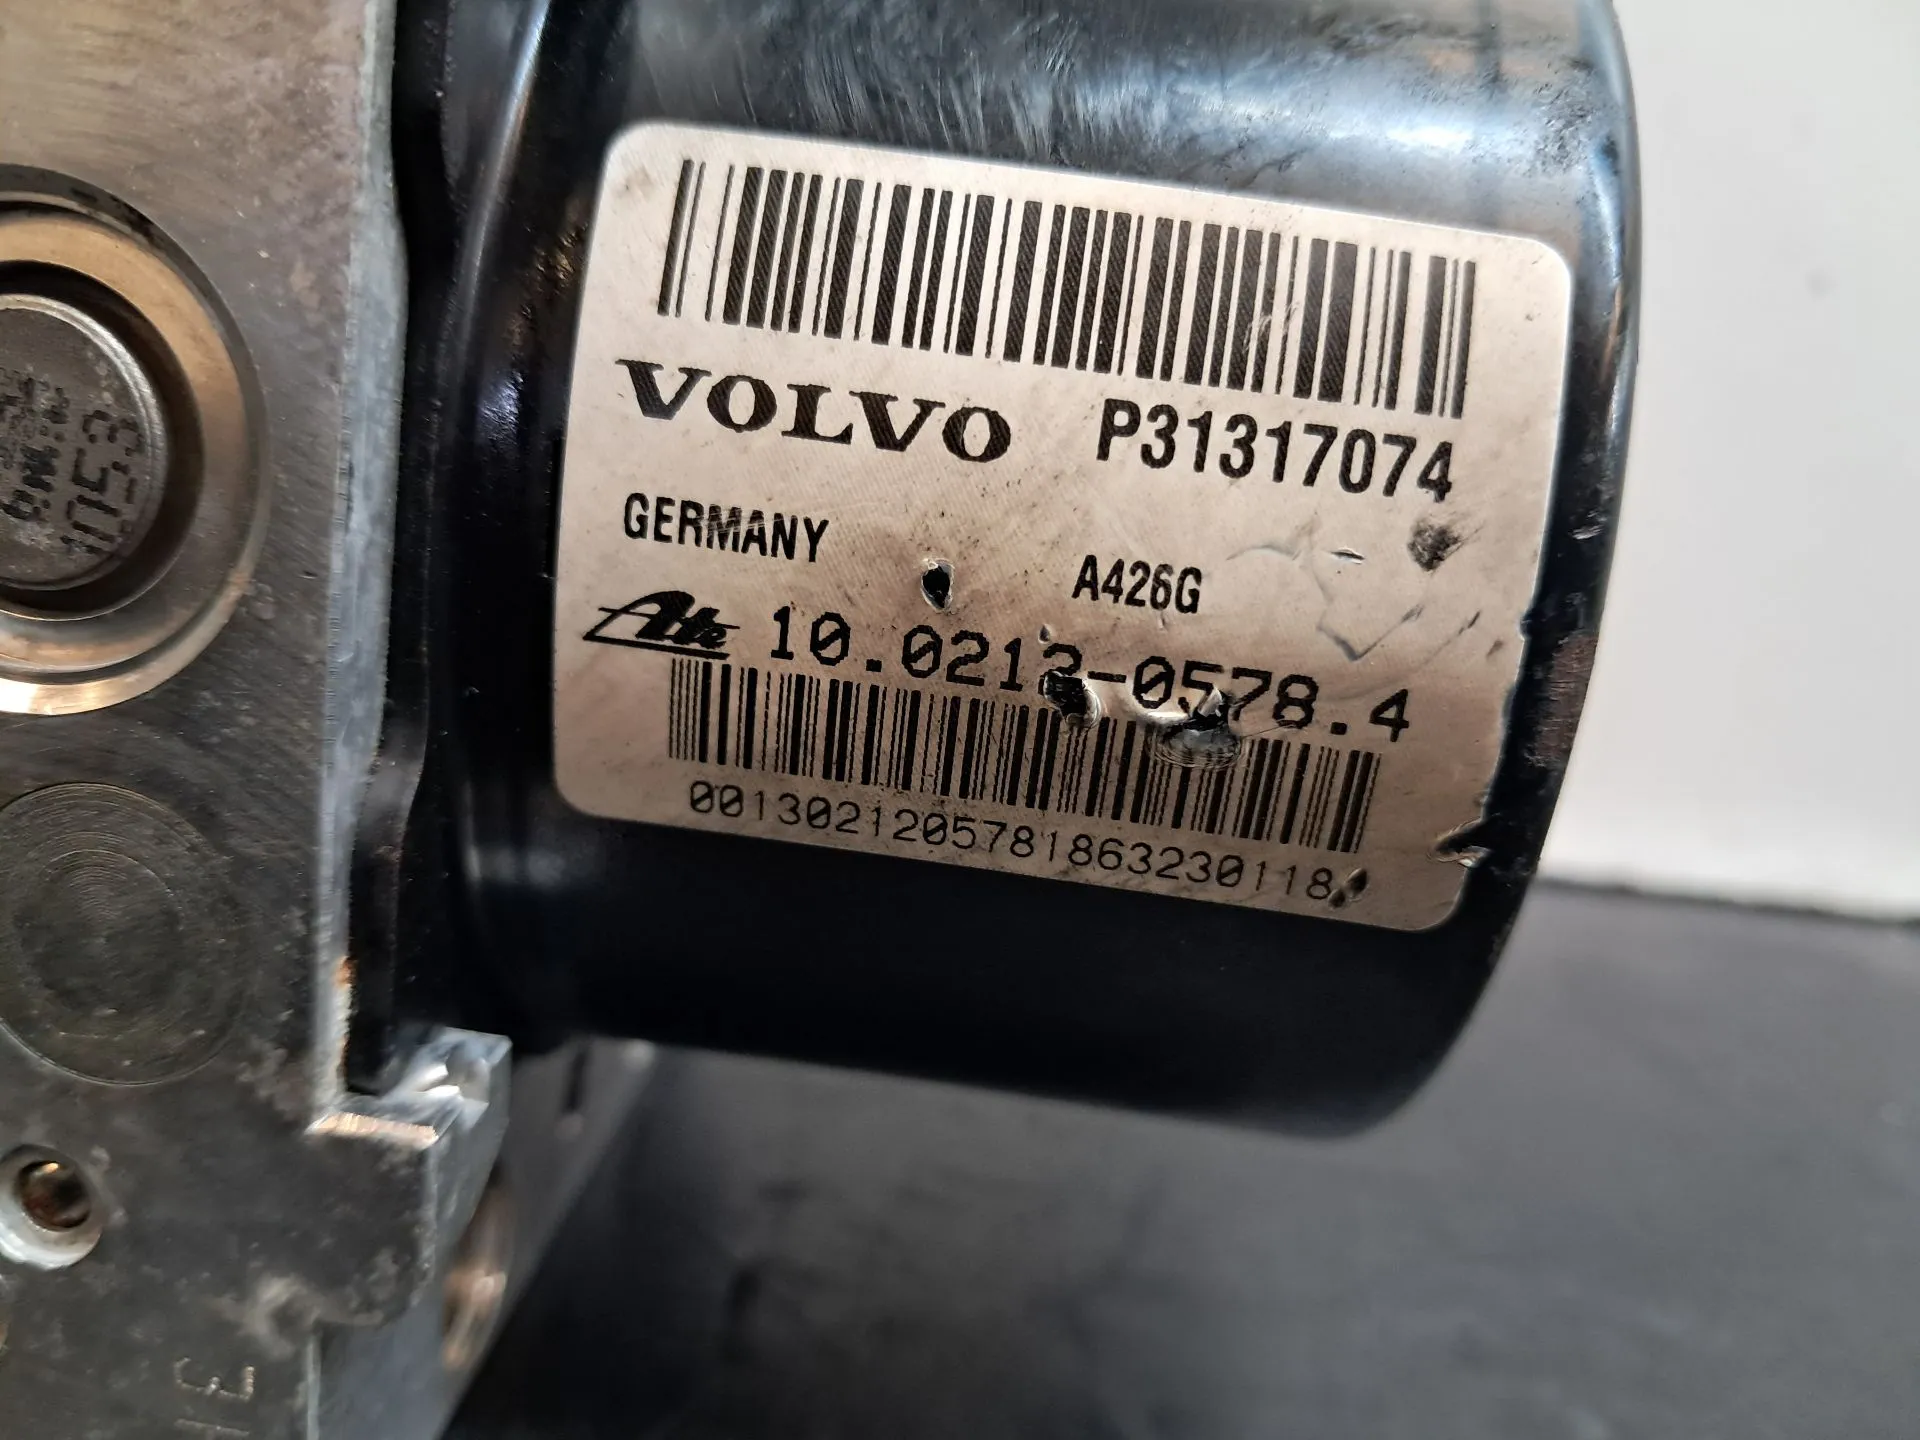 VOLVO P31317074
GERMANY A426G
Ate 10.0212-0578.4
0013021205781863230118